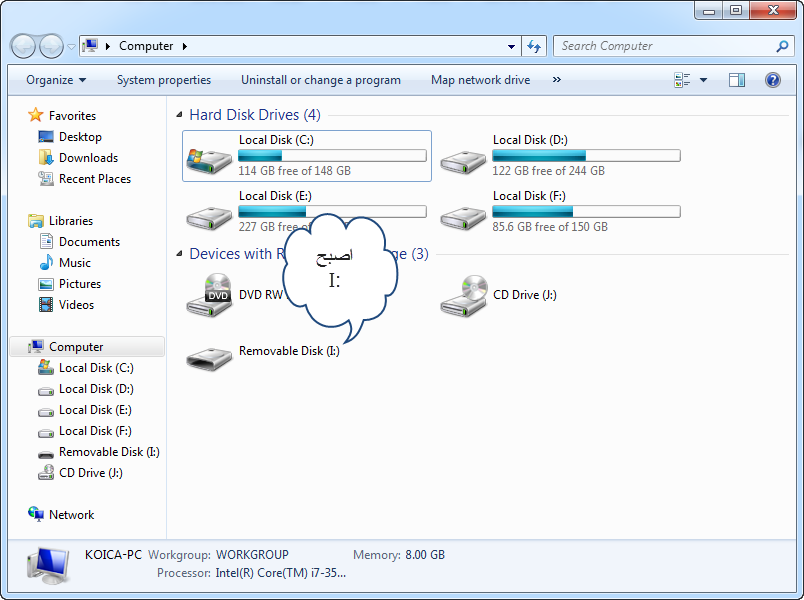 Computer
Search Computer
Organize
System properties
Uninstall or change a program
Map network drive
»
Favorites
Desktop
Downloads
Recent Places
Libraries
Documents
Music
Pictures
Videos
Computer
Local Disk (C:)
Local Disk (D:)
Local Disk (E:)
Local Disk (F:)
Removable Disk (I:)
CD Drive (J:)
Network
Hard Disk Drives (4)
Local Disk (C:)
114 GB free of 148 GB
Local Disk (D:)
122 GB free of 244 GB
Local Disk (E:)
227 GB free
Local Disk (F:)
85.6 GB free of 150 GB
Devices with (3)
اصبح
I:
DVD
DVD RW
CD Drive (J:)
Removable Disk (I:)
KOICA-PC Workgroup: WORKGROUP Memory: 8.00 GB
Processor: Intel(R) Core(TM) i7-35...